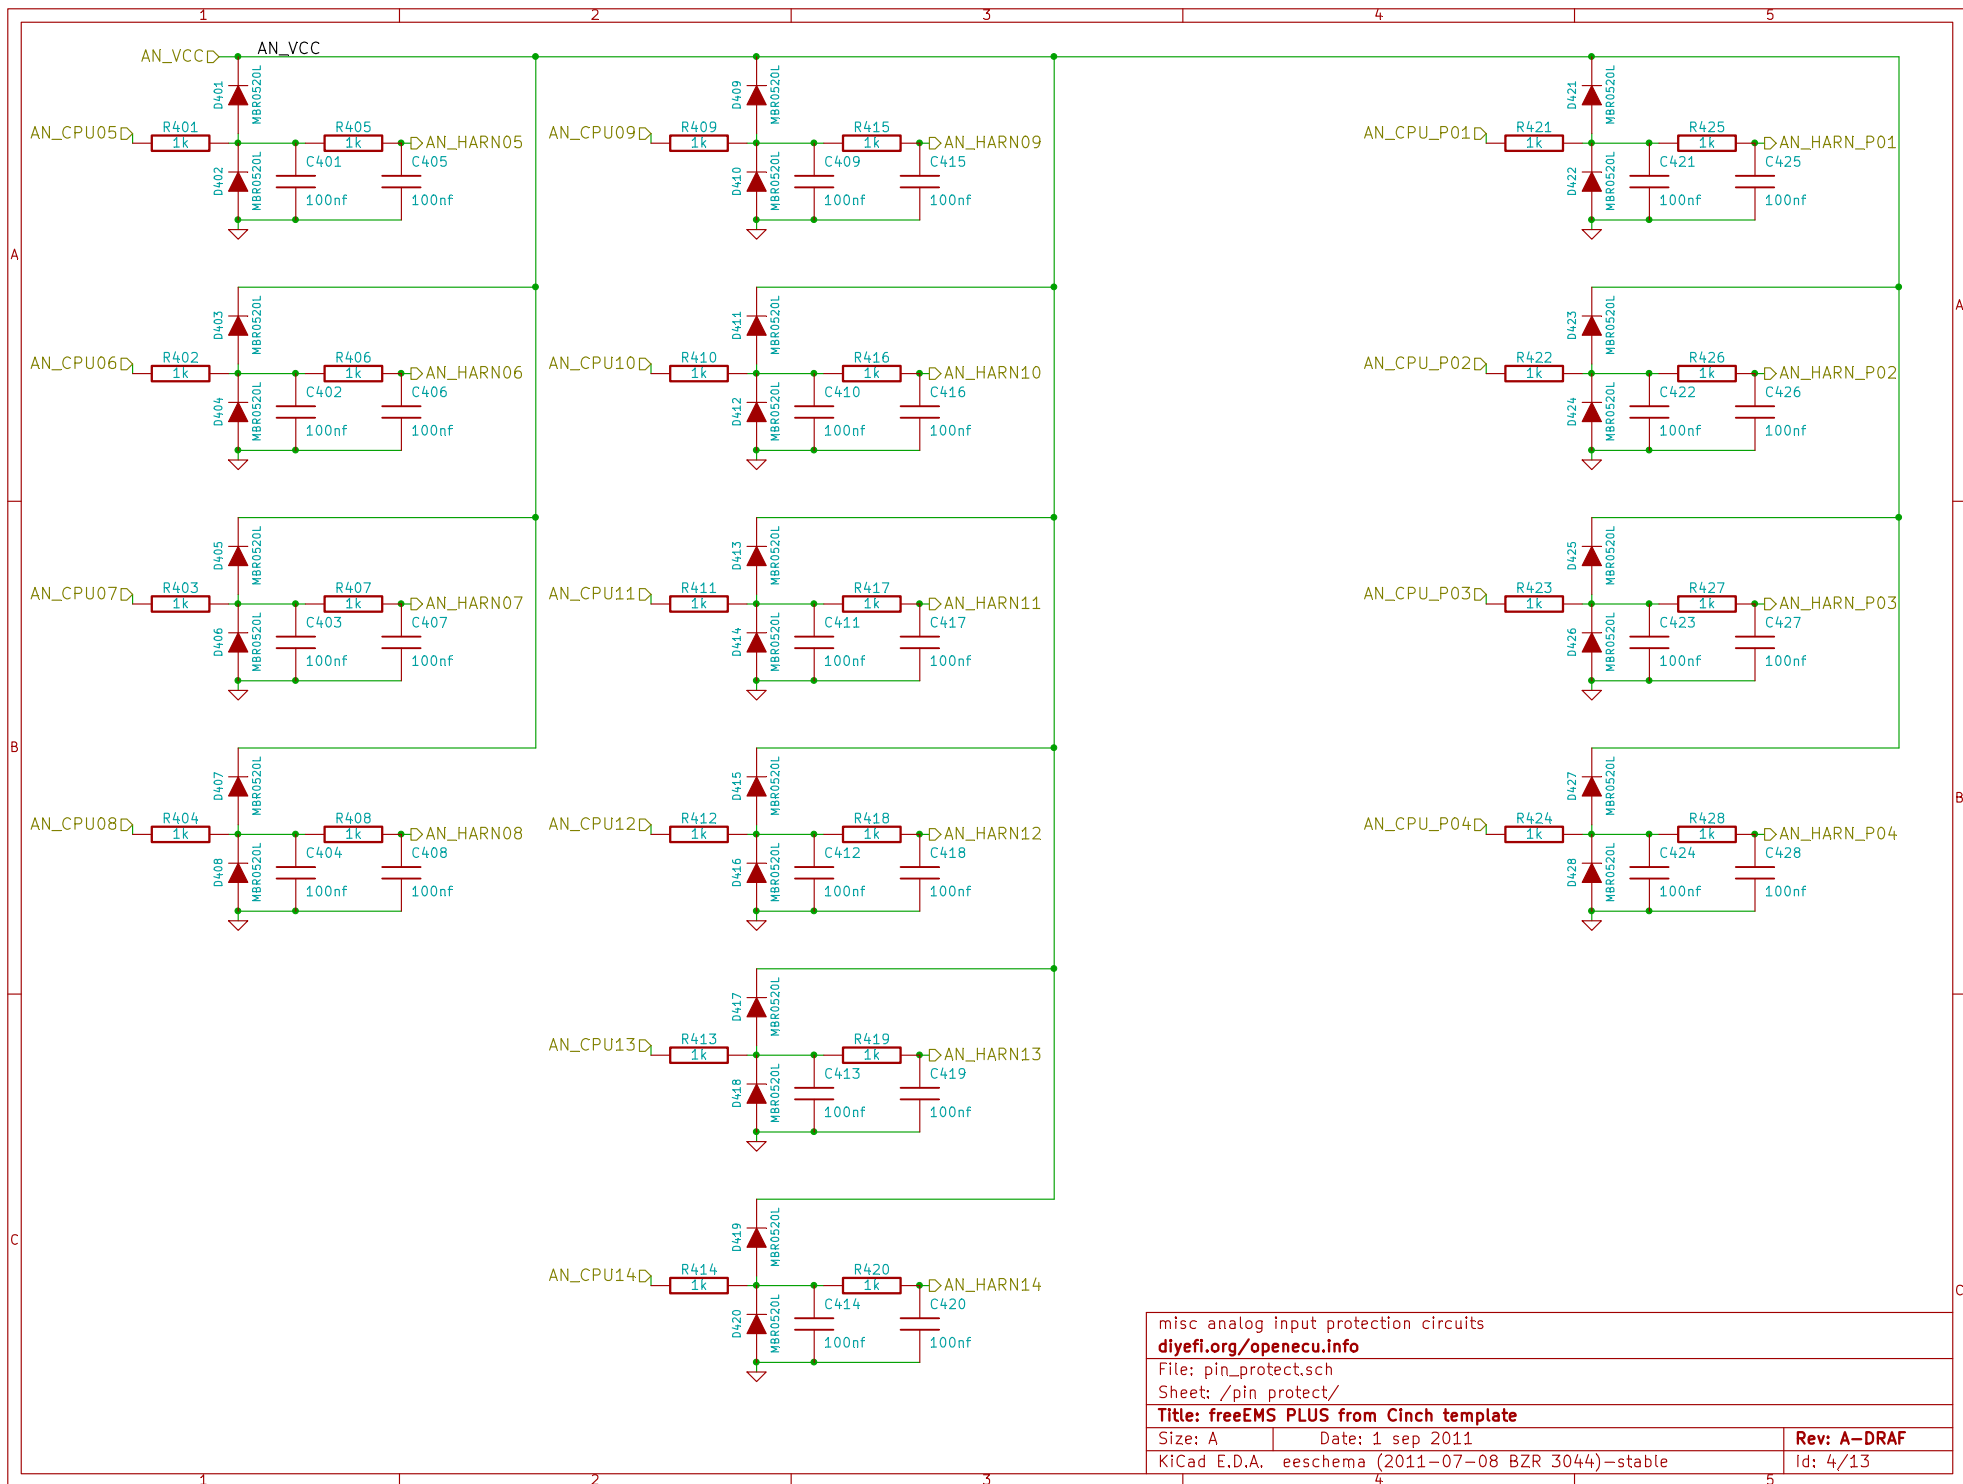 1 2 3 4 5
AN_VCC AN_VCC
D401 MBR0520L D409 MBR0520L D421 MBR0520L
AN_CPU05 R401 1k R405 1k AN_HARN05 AN_CPU09 R409 1k R415 1k AN_HARN09 AN_CPU_P01 R421 1k R425 1k AN_HARN_P01
D402 MBR0520L C401 100nf C405 100nf D410 MBR0520L C409 100nf C415 100nf D422 MBR0520L C421 100nf C425 100nf
A A
D403 MBR0520L D411 MBR0520L D423 MBR0520L
AN_CPU06 R402 1k R406 1k AN_HARN06 AN_CPU10 R410 1k R416 1k AN_HARN10 AN_CPU_P02 R422 1k R426 1k AN_HARN_P02
D404 MBR0520L C402 100nf C406 100nf D412 MBR0520L C410 100nf C416 100nf D424 MBR0520L C422 100nf C426 100nf
D405 MBR0520L D413 MBR0520L D425 MBR0520L
AN_CPU07 R403 1k R407 1k AN_HARN07 AN_CPU11 R411 1k R417 1k AN_HARN11 AN_CPU_P03 R423 1k R427 1k AN_HARN_P03
D406 MBR0520L C403 100nf C407 100nf D414 MBR0520L C411 100nf C417 100nf D426 MBR0520L C423 100nf C427 100nf
B B
D407 MBR0520L D415 MBR0520L D427 MBR0520L
AN_CPU08 R404 1k R408 1k AN_HARN08 AN_CPU12 R412 1k R418 1k AN_HARN12 AN_CPU_P04 R424 1k R428 1k AN_HARN_P04
D408 MBR0520L C404 100nf C408 100nf D416 MBR0520L C412 100nf C418 100nf D428 MBR0520L C424 100nf C428 100nf
D417 MBR0520L
AN_CPU13 R413 1k R419 1k AN_HARN13
D418 MBR0520L C413 100nf C419 100nf
C C
D419 MBR0520L
AN_CPU14 R414 1k R420 1k AN_HARN14
D420 MBR0520L C414 100nf C420 100nf
misc analog input protection circuits
diyefi.org/openecu.info
File: pin_protect.sch
Sheet: /pin protect/
Title: freeEMS PLUS from Cinch template
Size: A Date: 1 sep 2011 Rev: A-DRAF
KiCad E.D.A. eeschema (2011-07-08 BZR 3044)-stable Id: 4/13
1 2 3 4 5